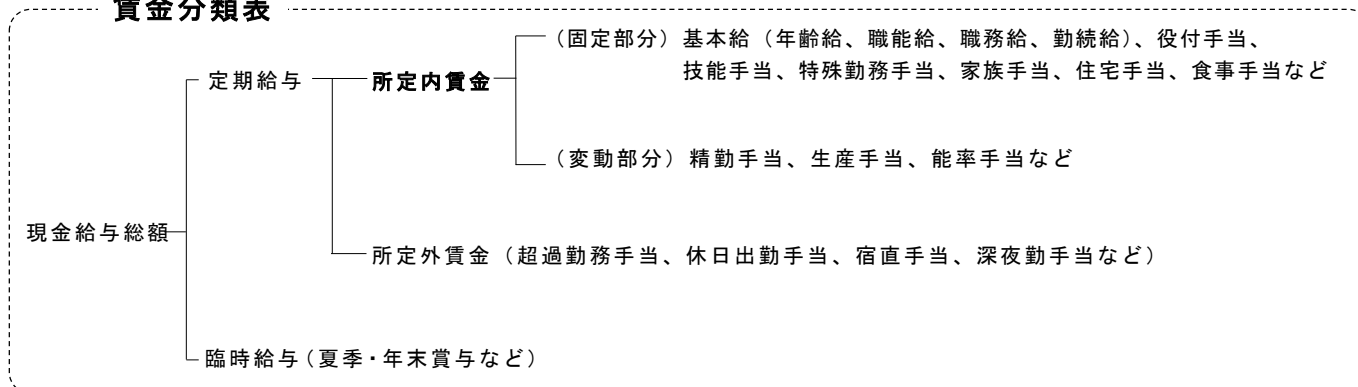 賃金分類表
（固定部分）基本給（年齢給、職能給、職務給、勤続給）、役付手当、
技能手当、特殊勤務手当、家族手当、住宅手当、食事手当など
定期給与
所定内賃金
（変動部分）精勤手当、生産手当、能率手当など
現金給与総額
所定外賃金（超過勤務手当、休日出勤手当、宿直手当、深夜勤手当など）
臨時給与（夏季・年末賞与など）